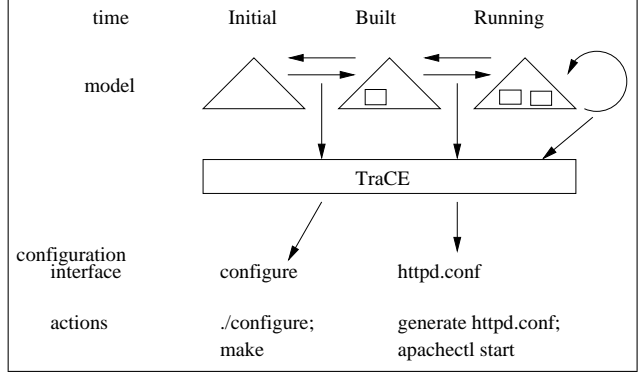 time Initial Built Running
model
TraCE
configuration
interface configure httpd.conf
actions ./configure; generate httpd.conf;
make apachectl start